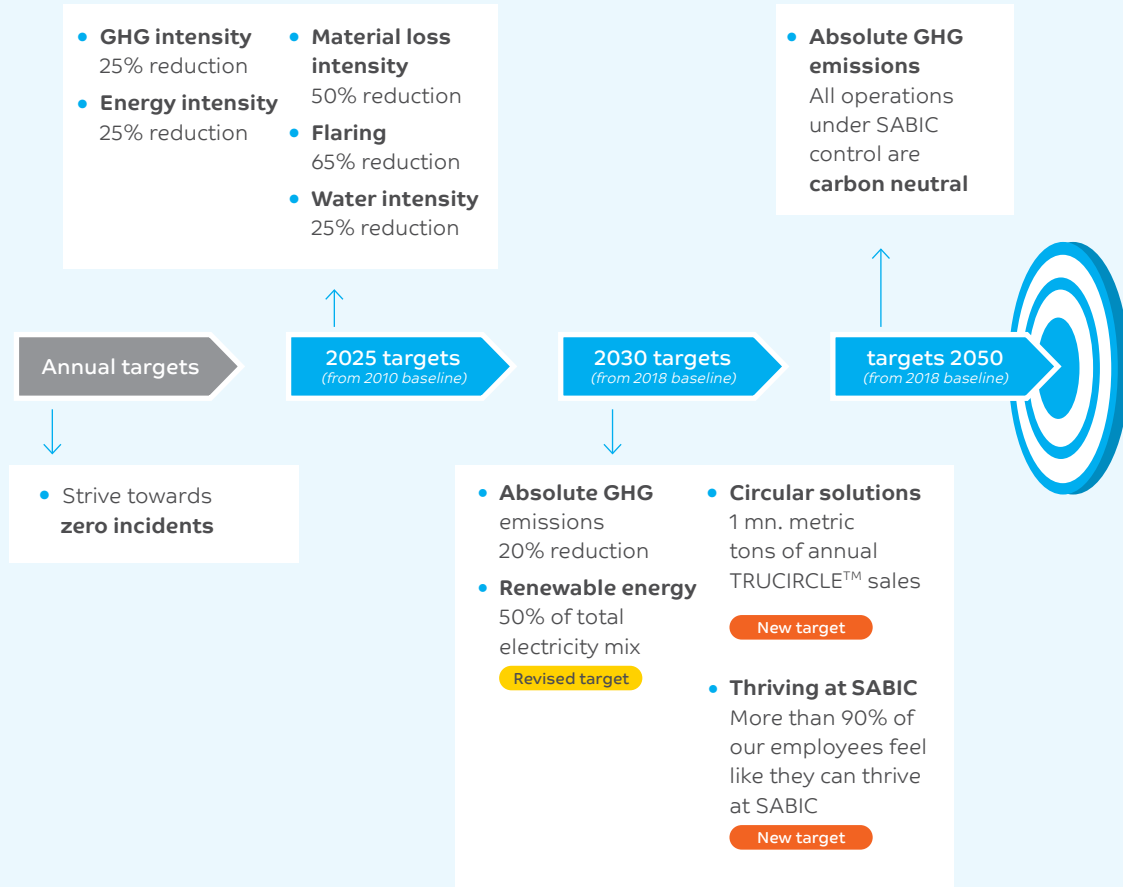 GHG intensity
25% reduction
Energy intensity
25% reduction
Material loss
intensity
50% reduction
Flaring
65% reduction
Water intensity
25% reduction
Absolute GHG
emissions
All operations
under SABIC
control are
carbon neutral
Annual targets
2025 targets
(from 2010 baseline)
2030 targets
(from 2018 baseline)
targets 2050
(from 2018 baseline)
Strive towards
zero incidents
Absolute GHG
emissions
20% reduction
Renewable energy
50% of total
electricity mix
Revised target
Circular solutions
1 mn. metric
tons of annual
TRUCIRCLE™ sales
New target
Thriving at SABIC
More than 90% of
our employees feel
like they can thrive
at SABIC
New target